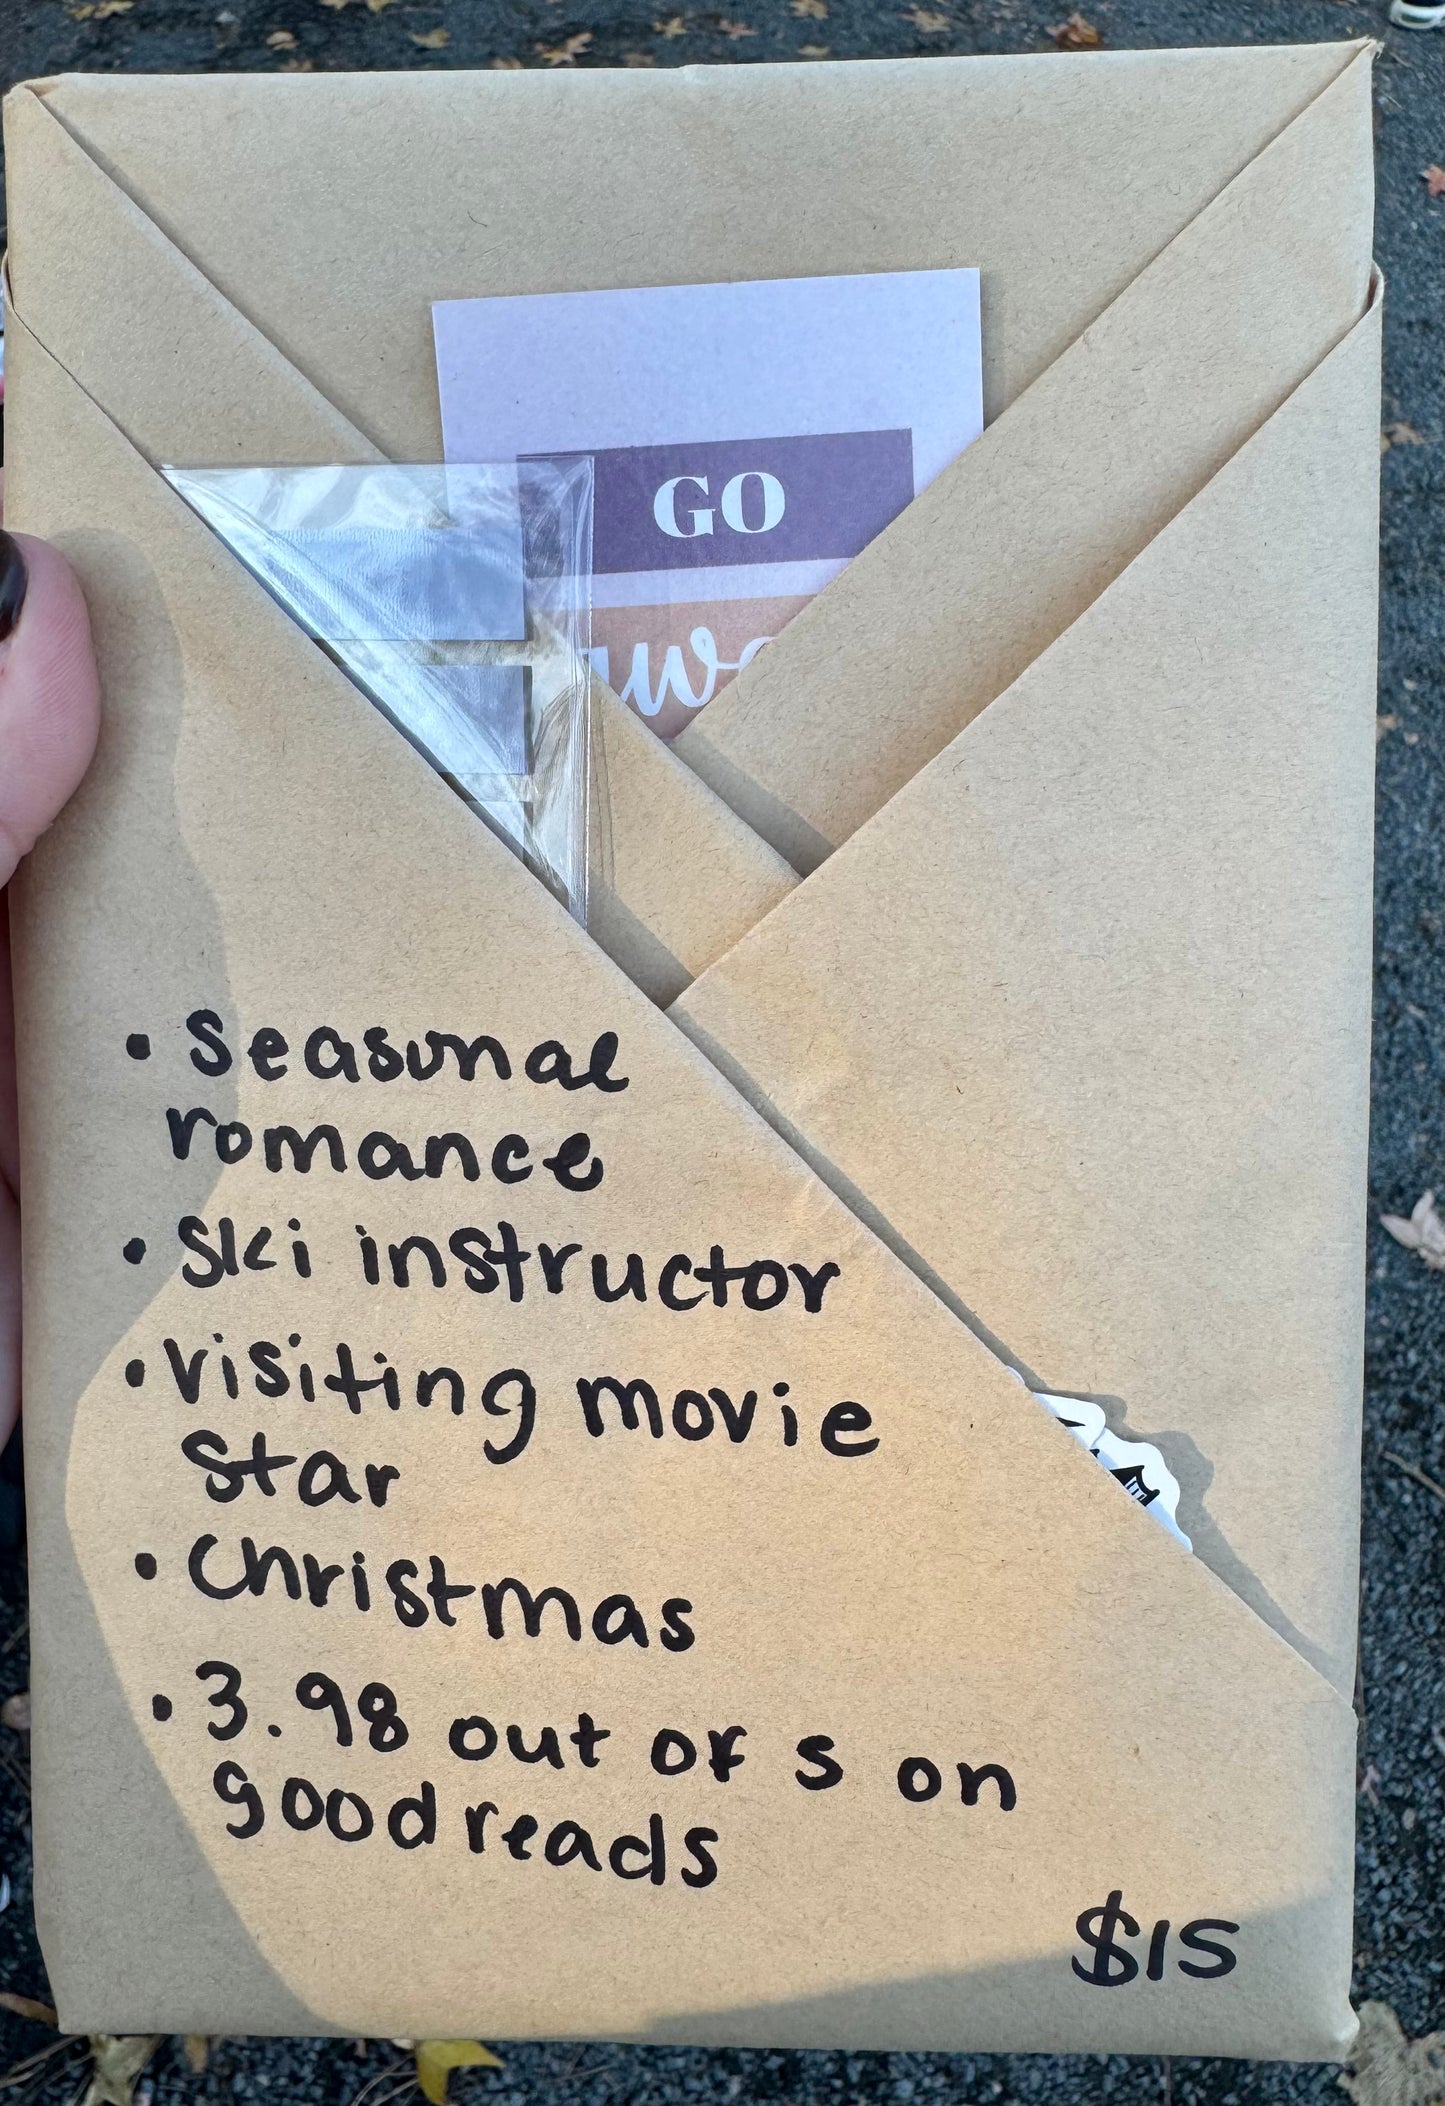 GO
• Seasonal
romance
• Ski instructor
• Visiting movie
star
• Christmas
• 3.98 out of 5 on
goodreads
$15